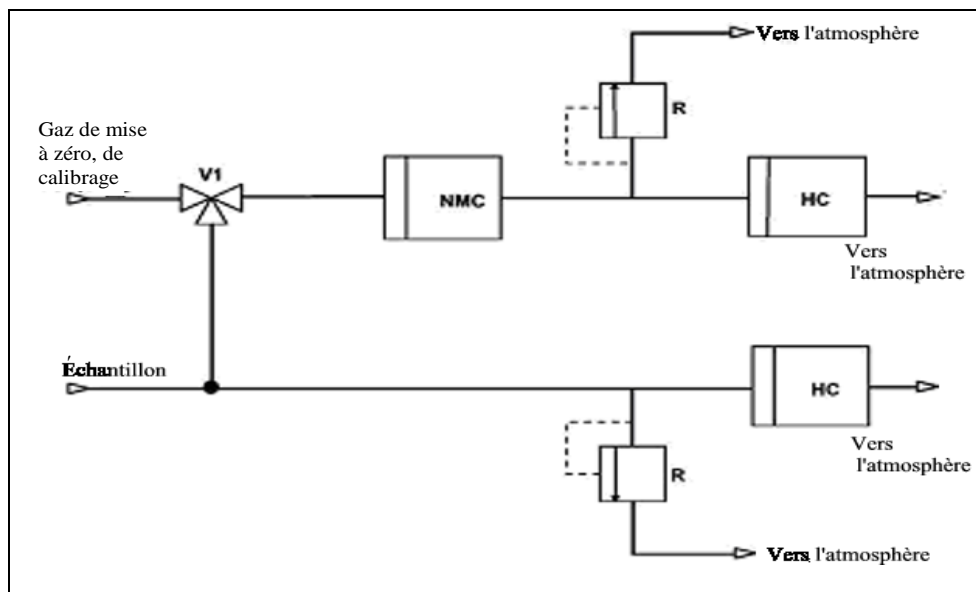 Vers l'atmosphère
R
Gaz de mise
à zéro, de
calibrage
V1
NMC
HC
Vers
l'atmosphère
Échantillon
HC
Vers
l'atmosphère
R
Vers l'atmosphère